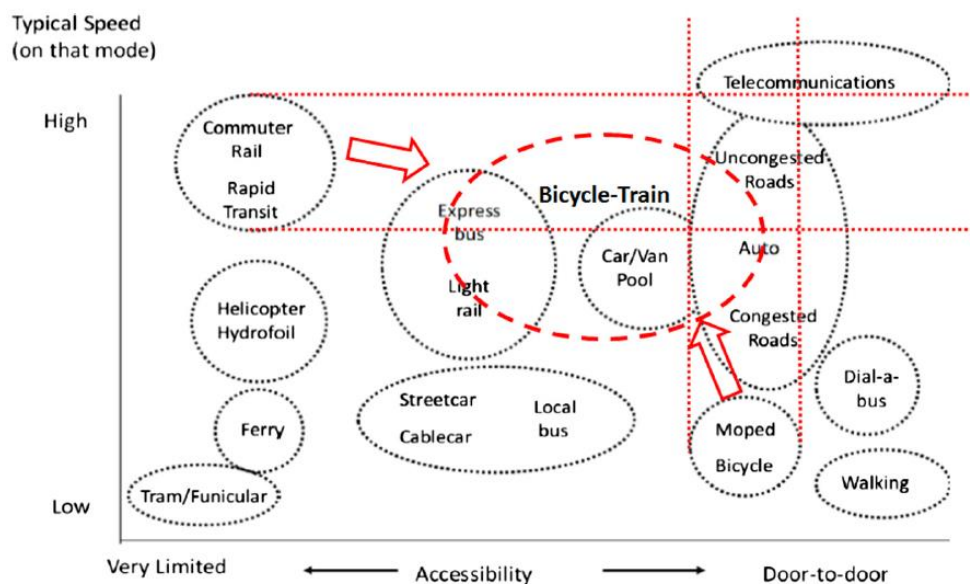 Typical Speed
(on that mode)
High
Low
Telecommunications
Commuter
Rail
Rapid
Transit
Uncongested
Roads
Bicycle-Train
Express
bus
Light
rail
Car/Van
Pool
Auto
Congested
Roads
Helicopter
Hydrofoil
Dial-a-
bus
Streetcar
Cablecar
Local
bus
Ferry
Moped
Bicycle
Tram/Funicular
Walking
Very Limited
Accessibility
Door-to-door